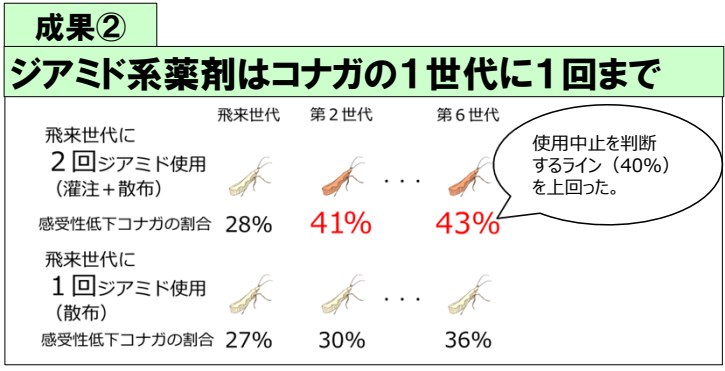 成果②
ジアミド系薬剤はコナガの1世代に1回まで
飛来世代 第2世代 第6世代
飛来世代に
2回ジアミド使用
（灌注＋散布）
・・・
使用中止を判断
するライン（40%）
を上回った。
感受性低下コナガの割合 28% 41% 43%
飛来世代に
1回ジアミド使用
（散布）
・・・
感受性低下コナガの割合 27% 30% 36%